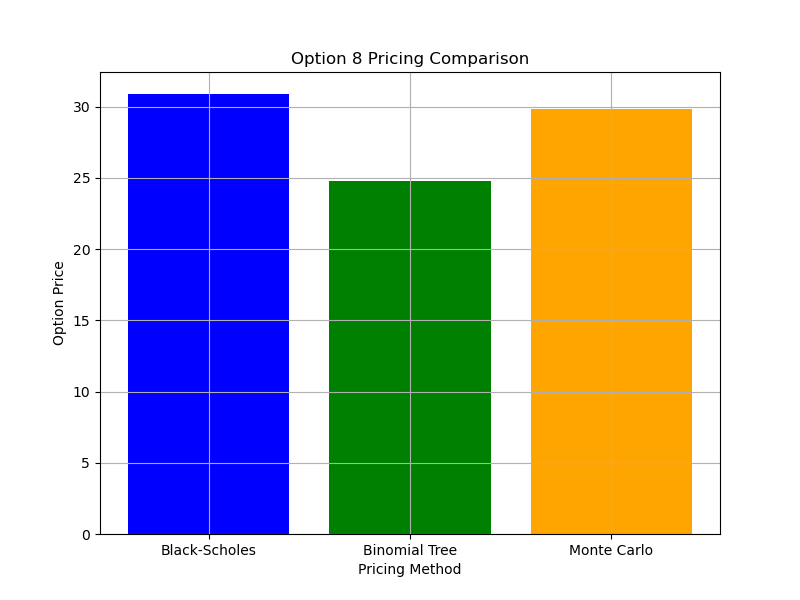 Option 8 Pricing Comparison
Option Price
30
25
20
15
10
5
0
Black-Scholes Binomial Tree Monte Carlo
Pricing Method